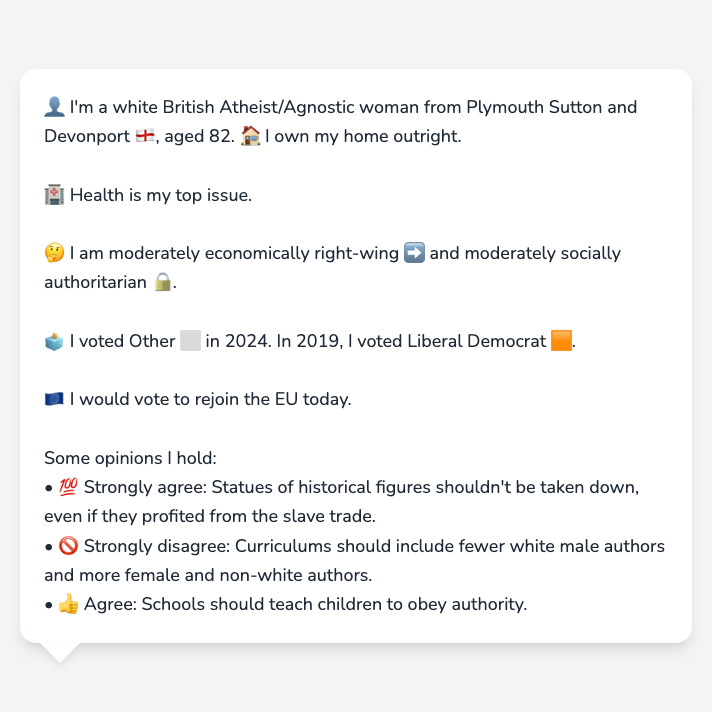 👤 I'm a white British Atheist/Agnostic woman from Plymouth Sutton and
Devonport 🏴󠁧󠁢󠁥󠁮󠁧󠁿, aged 82. 🏠 I own my home outright.
🏥 Health is my top issue.
🤔 I am moderately economically right-wing ➡️ and moderately socially
authoritarian 🔒.
🗳️ I voted Other ⬜ in 2024. In 2019, I voted Liberal Democrat 🟧.
🇪🇺 I would vote to rejoin the EU today.
Some opinions I hold:
• 💯 Strongly agree: Statues of historical figures shouldn't be taken down,
even if they profited from the slave trade.
• 🚫 Strongly disagree: Curriculums should include fewer white male authors
and more female and non-white authors.
• 👍 Agree: Schools should teach children to obey authority.